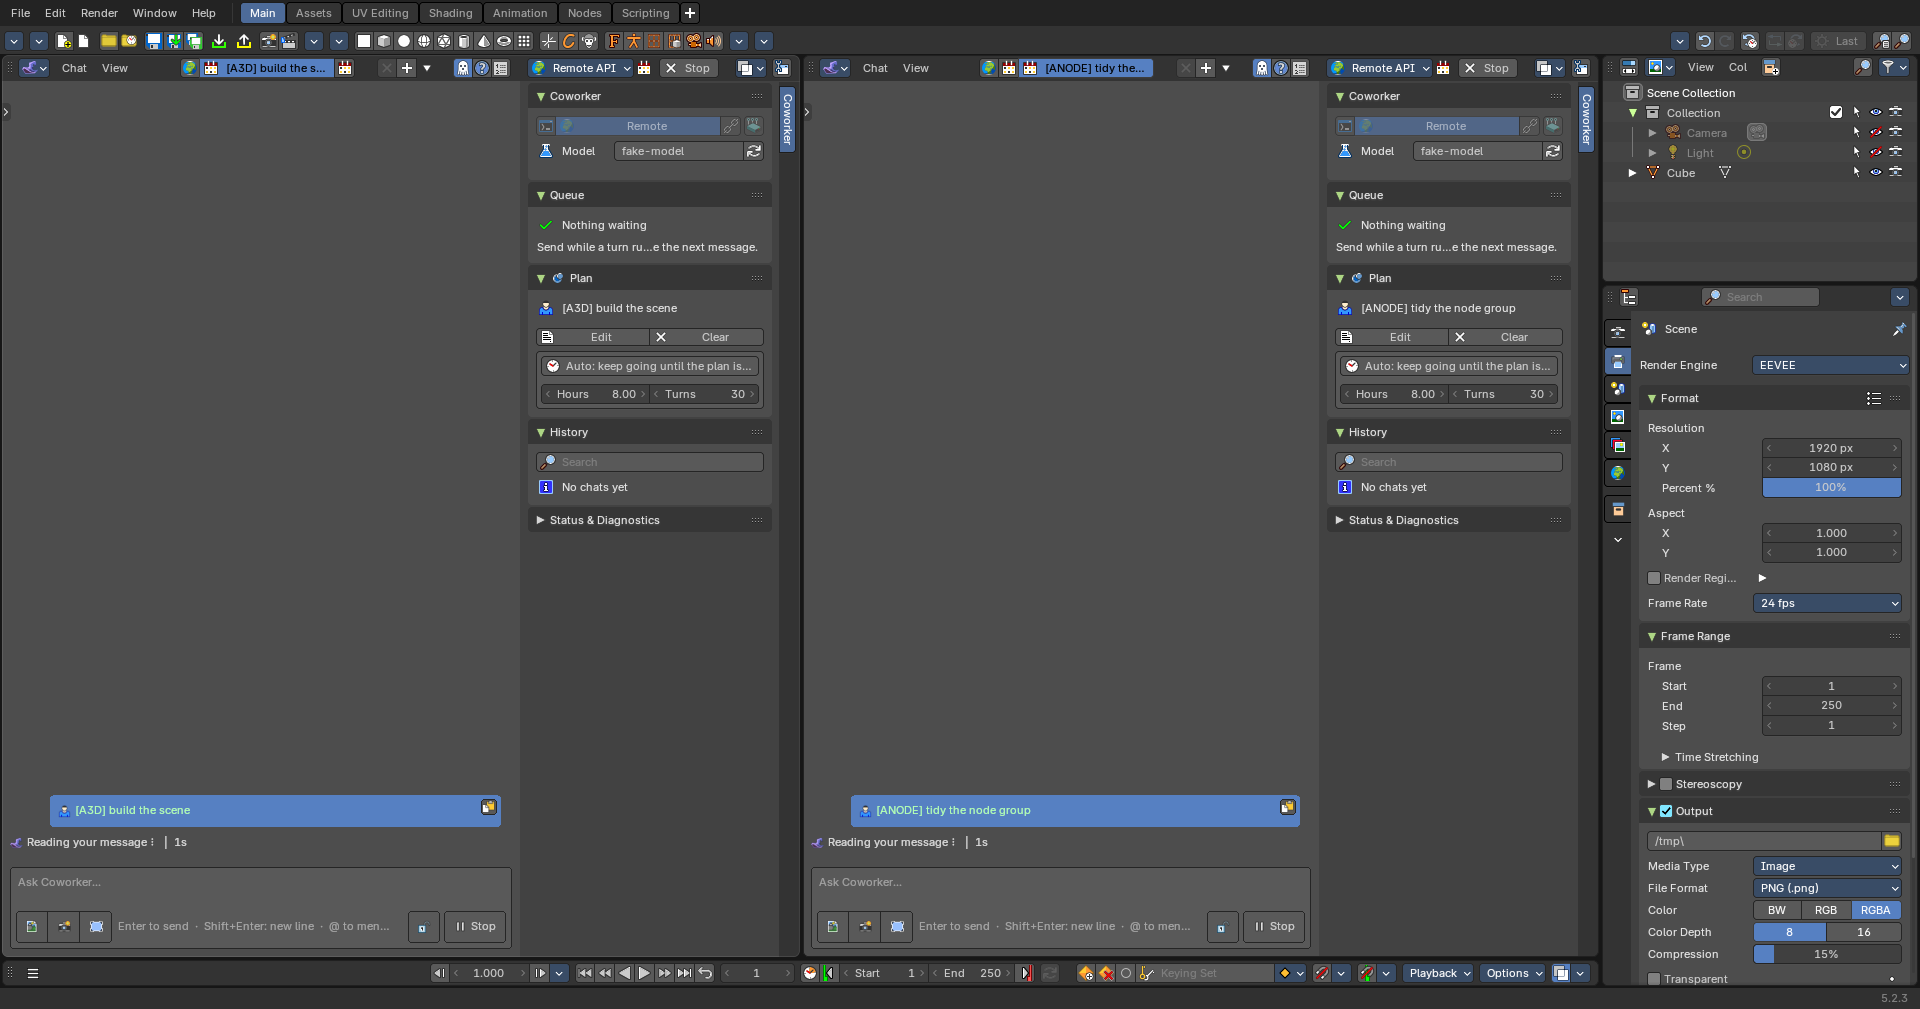 File Edit Render Window Help Main Assets UV Editing Shading Animation Nodes Scripting
Last
Chat View [A3D] build the s... Remote API Stop
Chat View [ANODE] tidy the... Remote API Stop
View Col
Coworker
Remote
Model fake-model
Queue
Nothing waiting
Send while a turn ru...e the next message.
Plan
[A3D] build the scene
Edit Clear
Auto: keep going until the plan is...
Hours 8.00 Turns 30
History
Search
No chats yet
Status & Diagnostics
Coworker
[A3D] build the scene
Reading your message 1s
Ask Coworker...
Enter to send · Shift+Enter: new line · @ to men...
Stop
Coworker
Remote
Model fake-model
Queue
Nothing waiting
Send while a turn ru...e the next message.
Plan
[ANODE] tidy the node group
Edit Clear
Auto: keep going until the plan is...
Hours 8.00 Turns 30
History
Search
No chats yet
Status & Diagnostics
Coworker
[ANODE] tidy the node group
Reading your message 1s
Ask Coworker...
Enter to send · Shift+Enter: new line · @ to men...
Stop
Scene Collection
Collection
Camera
Light
Cube
Search
Scene
Render Engine EEVEE
Format
Resolution
X 1920 px
Y 1080 px
Percent % 100%
Aspect
X 1.000
Y 1.000
Render Regi...
Frame Rate 24 fps
Frame Range
Frame
Start 1
End 250
Step 1
Time Stretching
Stereoscopy
Output
/tmp\
Media Type Image
File Format PNG (.png)
Color BW RGB RGBA
Color Depth 8 16
Compression 15%
Transparent
1.000 1 Start 1 End 250 Keying Set Playback Options
5.2.3